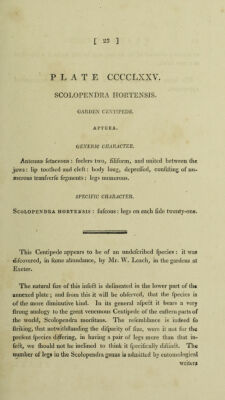 [ 23 ]
PLATE CCCCLXXV.
SCOLOPENDRA HORTENSIS.
GARDEN CENTIPEDE.
APTERA.
GENERIC CHARACTER.
Antennæ setaceous: feelers two, filiform, and united between the
jaws: lip toothed and cleft: body long, depressed, consisting of nu-
merous transverse segments: legs numerous.
SPECIFIC CHARACTER.
SCOLOPENDRA HORTENSIS: fuscous: legs on each side twenty-one.
This Centipede appears to be of an undescribed species: it was
discovered, in some abundance, by Mr. W. Leach, in the gardens at
Exeter.
The natural size of this insect is delineated in the lower part of the
annexed plate; and from this it will be observed, that the species is
of the more diminutive kind. In its general aspect it bears a very
strong analogy to the great venemous Centipede of the eastern parts of
the world, Scolopendra morsitans. The resemblance is indeed so
striking, that notwithstanding the disparity of size, were it not for the
present species differing, in having a pair of legs more than that in-
sect, we should not be inclined to think it specifically distinct. The
number of legs in the Scolopendra genus is admitted by entomological
writers